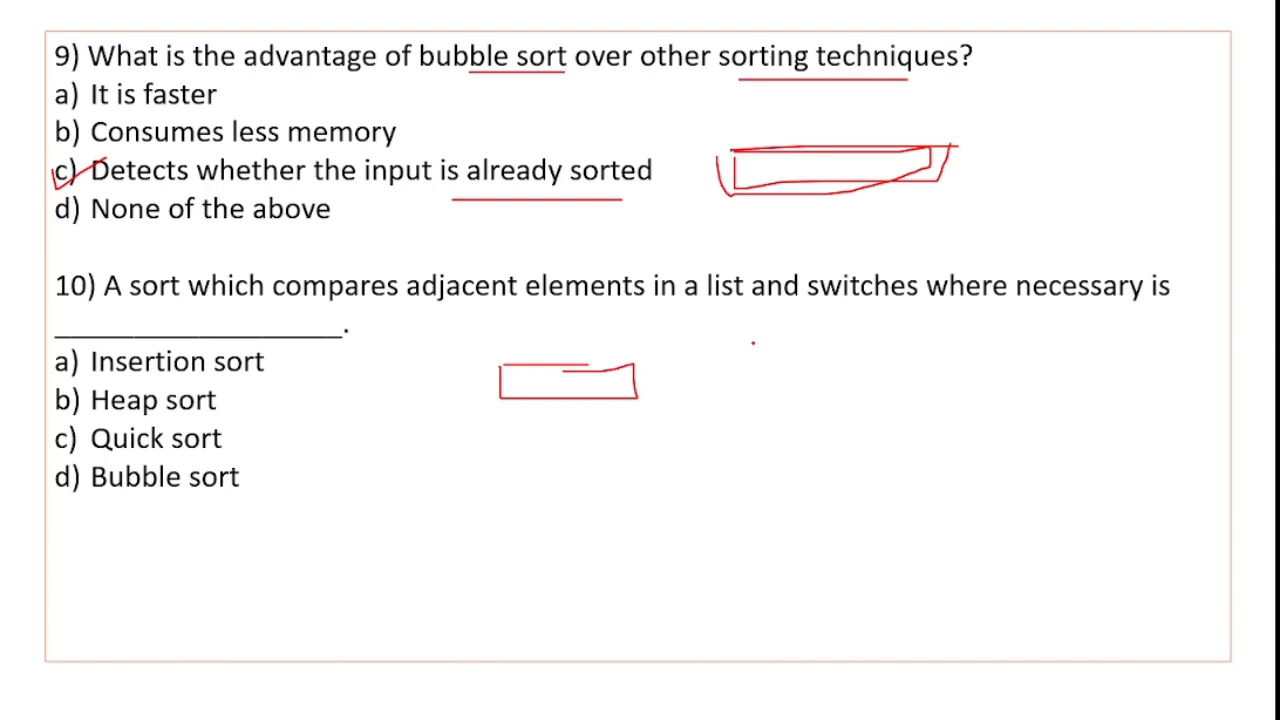 9) What is the advantage of bubble sort over other sorting techniques?
a) It is faster
b) Consumes less memory
c) Detects whether the input is already sorted
d) None of the above
10) A sort which compares adjacent elements in a list and switches where necessary is
__________________.
a) Insertion sort
b) Heap sort
c) Quick sort
d) Bubble sort